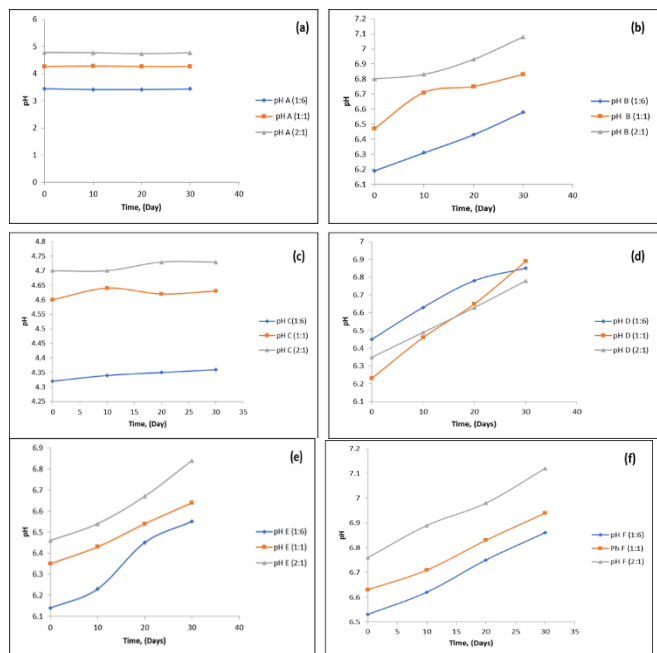 (a)
6
5
4
3
2
1
0
pH
0 10 20 30 40
Time, (Day)
pH A (1:6)
pH A (1:1)
pH A (2:1)
(b)
7.2
7.1
7
6.9
6.8
6.7
6.6
6.5
6.4
6.3
6.2
6.1
pH
0 10 20 30 40
Time, (Day)
pH B (1:6)
pH B (1:1)
pH B (2:1)
(c)
4.8
4.75
4.7
4.65
4.6
4.55
4.5
4.45
4.4
4.35
4.3
4.25
pH
0 5 10 15 20 25 30 35
Time, (Day)
pH C(1:6)
pH C (1:1)
pH C (2:1)
(d)
7
6.9
6.8
6.7
6.6
6.5
6.4
6.3
6.2
6.1
pH
0 10 20 30 40
Time, (Days)
pH D (1:6)
pH D (1:1)
pH D (2:1)
(e)
6.9
6.8
6.7
6.6
6.5
6.4
6.3
6.2
6.1
pH
0 10 20 30 40
Time, (Days)
pH E (1:6)
pH E (1:1)
pH E (2:1)
(f)
7.2
7.1
7
6.9
6.8
6.7
6.6
6.5
pH
0 5 10 15 20 25 30 35
Time, (Days)
pH F (1:6)
Ph F (1:1)
pH F (2:1)